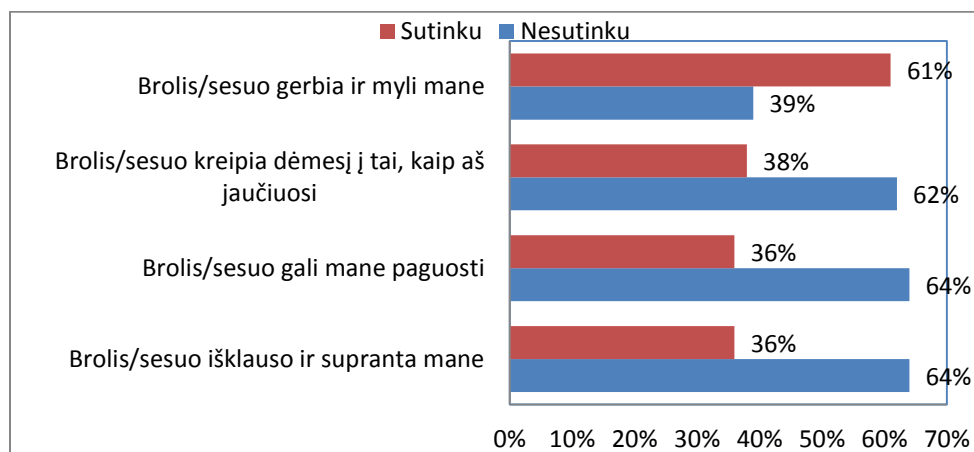 Sutinku Nesutinku
Brolis/sesuo gerbia ir myli mane
61%
39%
Brolis/sesuo kreipia dėmesį į tai, kaip aš
jaučiuosi
38%
62%
Brolis/sesuo gali mane paguosti
36%
64%
Brolis/sesuo išklauso ir supranta mane
36%
64%
0% 10% 20% 30% 40% 50% 60% 70%